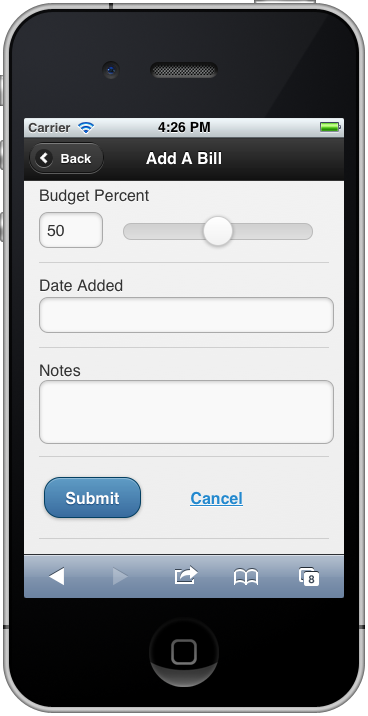 Carrier 4:26 PM
Back Add A Bill
Budget Percent
50
Date Added
Notes
Submit Cancel
8